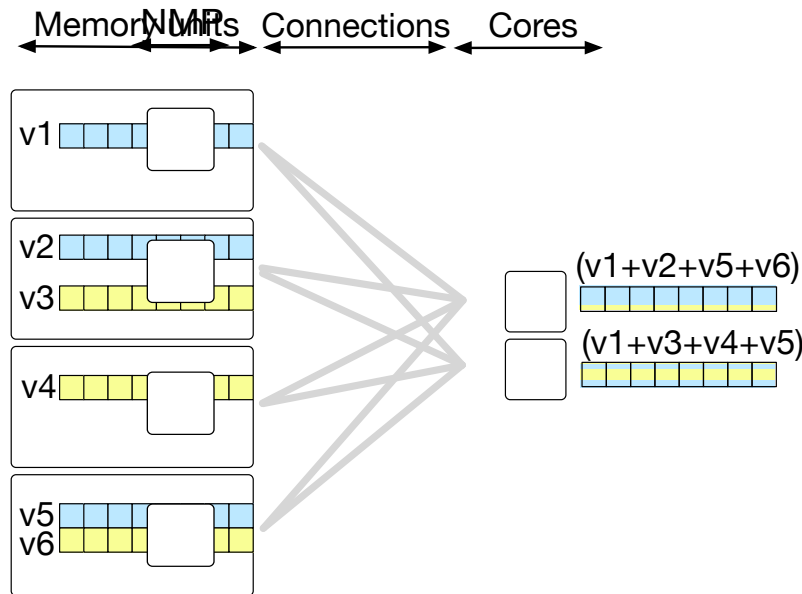 Memory units
NMP
Connections
Cores
v1
v2
v3
v4
v5
v6
(v1+v2+v5+v6)
(v1+v3+v4+v5)